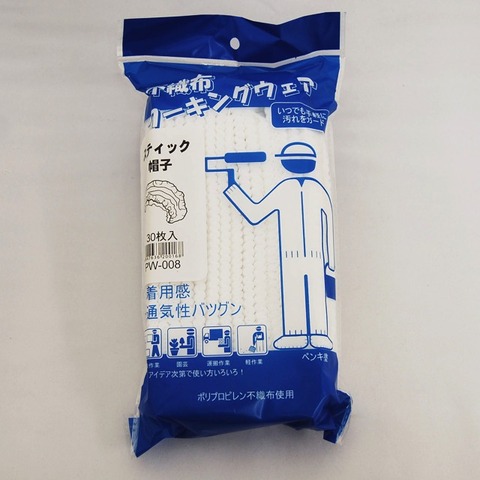 不織布
ワーキングウェア
いつでも手軽に
汚れをガード
スティック
帽子
30枚入
PW-008
着用感
通気性バツグン
作業
園芸
運搬作業
軽作業
ペンキ塗
アイデア次第で使い方いろいろ!
ポリプロピレン不織布使用